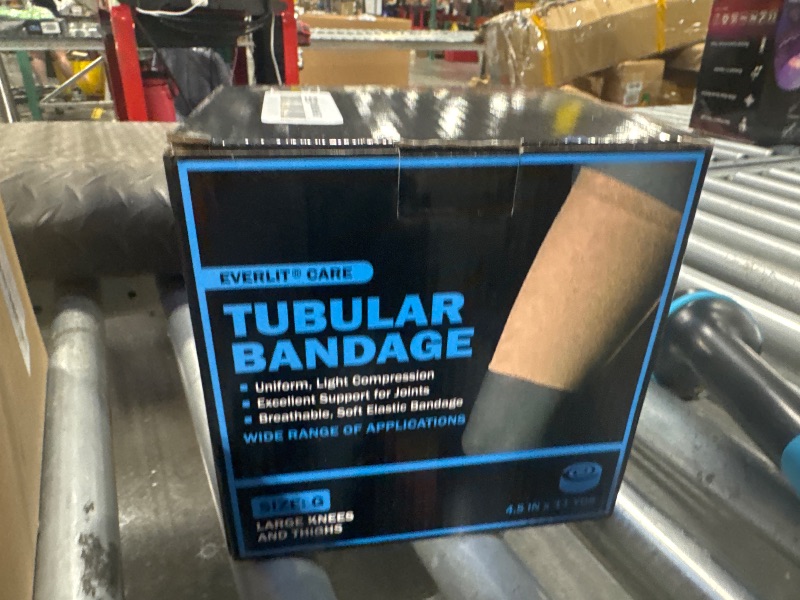 EVERLIT® CARE
TUBULAR
BANDAGE
Uniform, Light Compression
Excellent Support for Joints
Breathable, Soft Elastic Bandage
WIDE RANGE OF APPLICATIONS
SIZE: G
LARGE KNEES
AND THIGHS
4.5 IN x 11 YDS